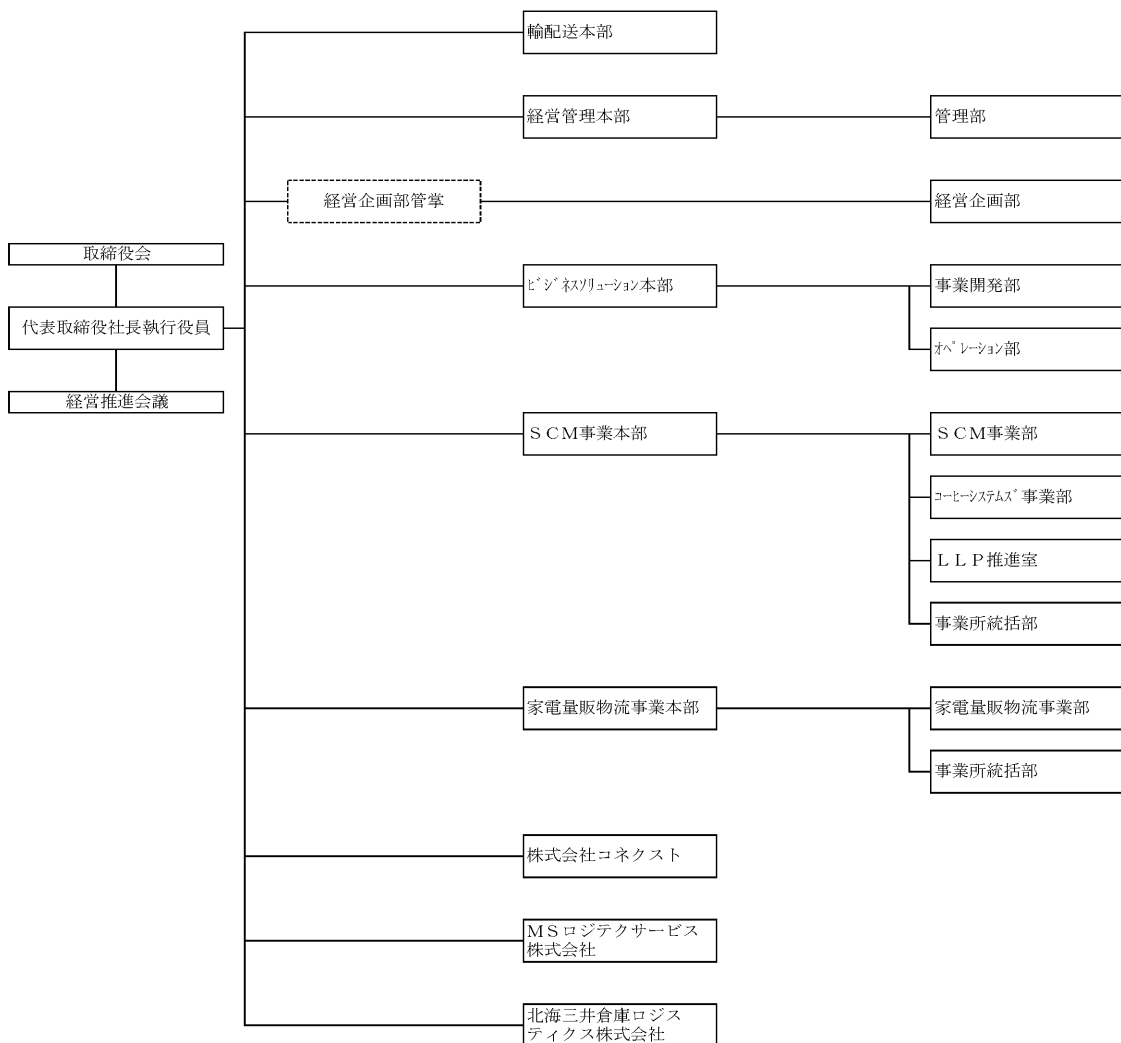 輸配送本部
経営管理本部
管理部
経営企画部管掌
経営企画部
取締役会
代表取締役社長執行役員
経営推進会議
ﾋﾞｼﾞﾈｽｿﾘｭｰｼｮﾝ本部
事業開発部
ｵﾍﾟﾚｰｼｮﾝ部
ＳＣＭ事業本部
ＳＣＭ事業部
ｺｰﾋｰｼｽﾃﾑｽﾞ事業部
ＬＬＰ推進室
事業所統括部
家電量販物流事業本部
家電量販物流事業部
事業所統括部
株式会社コネクスト
ＭＳロジテクサービス
株式会社
北海三井倉庫ロジス
ティクス株式会社